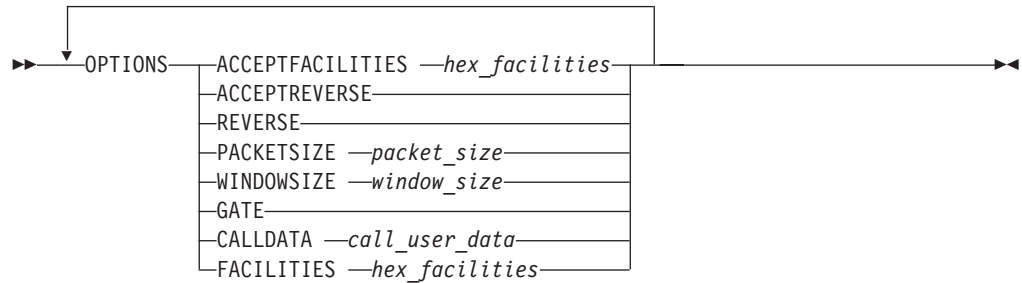 OPTIONS ACCEPTFACILITIES hex_facilities
ACCEPTREVERSE
REVERSE
PACKETSIZE packet_size
WINDOWSIZE window_size
GATE
CALLDATA call_user_data
FACILITIES hex_facilities